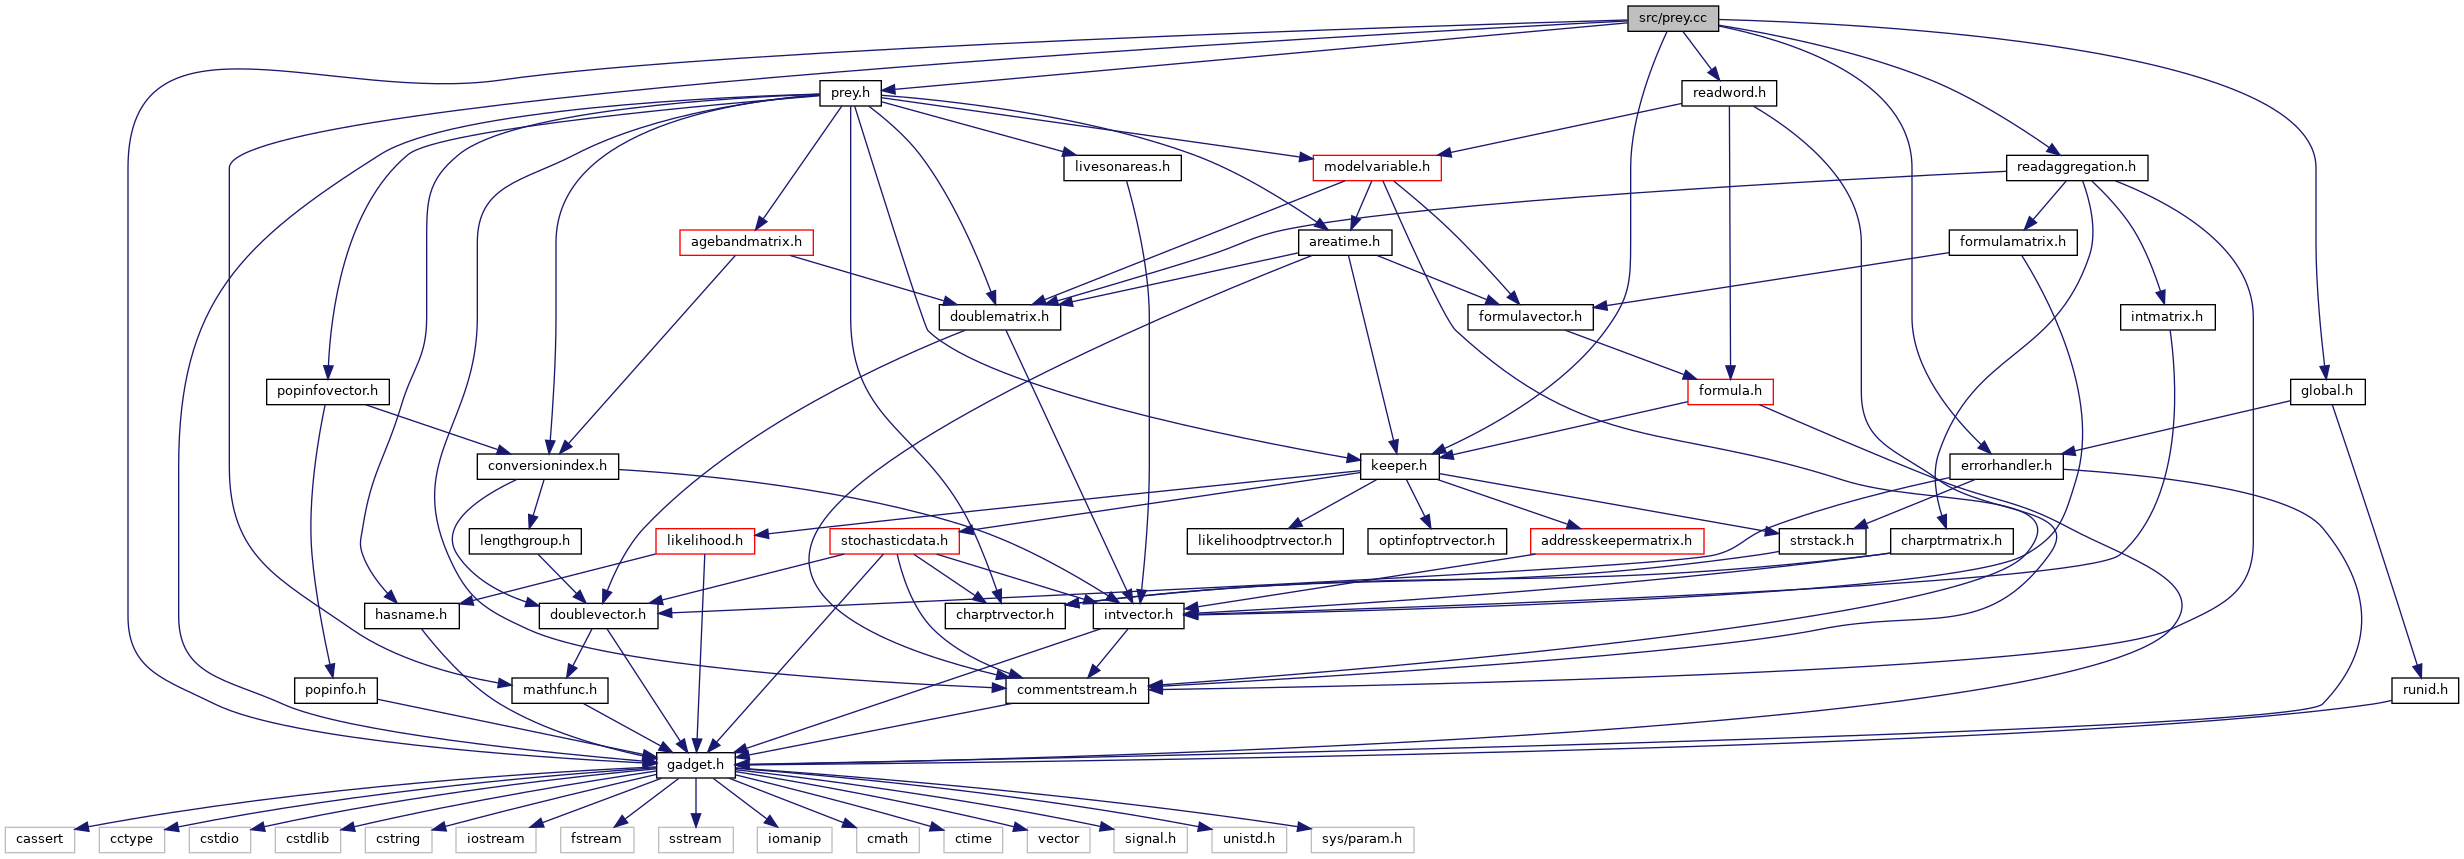 src/prey.cc
prey.h
readword.h
livesonareas.h
modelvariable.h
readaggregation.h
agebandmatrix.h
areatime.h
formulamatrix.h
doublematrix.h
formulavector.h
intmatrix.h
popinfovector.h
formula.h
global.h
conversionindex.h
keeper.h
errorhandler.h
lengthgroup.h
likelihood.h
stochasticdata.h
likelihoodptrvector.h
optinfoptrvector.h
addresskeepermatrix.h
strstack.h
charptrmatrix.h
hasname.h
doublevector.h
charptrvector.h
intvector.h
popinfo.h
mathfunc.h
commentstream.h
runid.h
gadget.h
cassert
cctype
cstdio
cstdlib
cstring
iostream
fstream
sstream
iomanip
cmath
ctime
vector
signal.h
unistd.h
sys/param.h